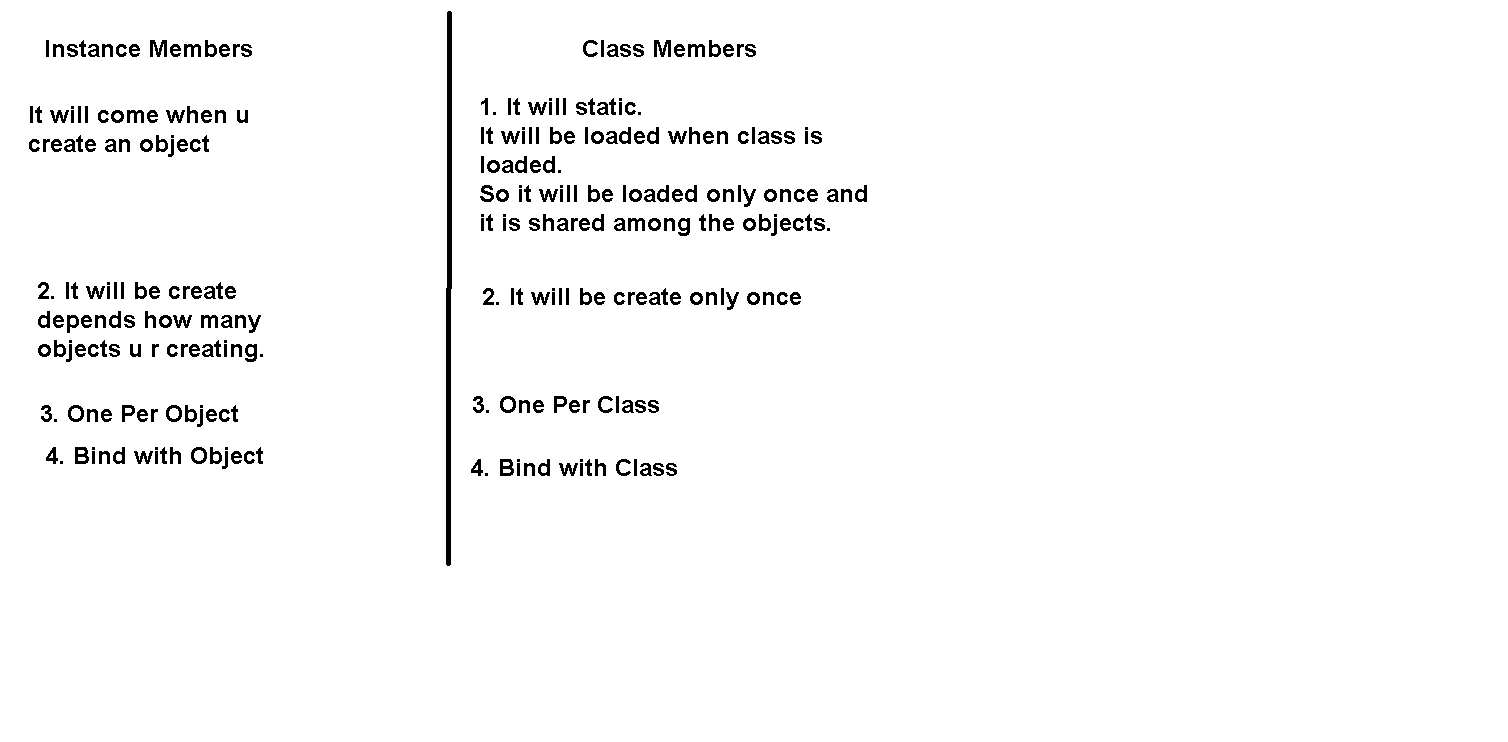 Instance Members
It will come when u
create an object
2. It will be create
depends how many
objects u r creating.
3. One Per Object
4. Bind with Object
Class Members
1. It will static.
It will be loaded when class is
loaded.
So it will be loaded only once and
it is shared among the objects.
2. It will be create only once
3. One Per Class
4. Bind with Class